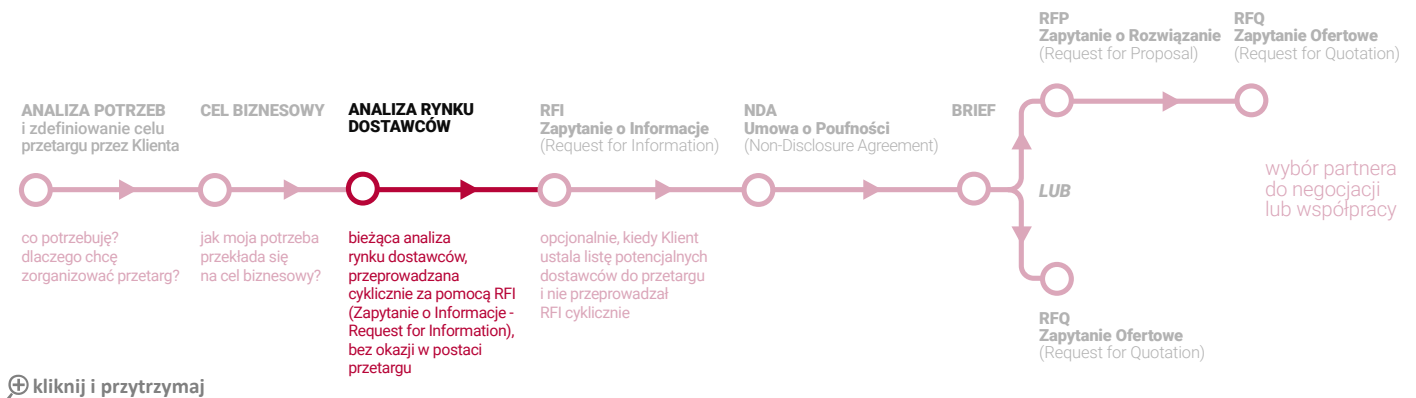 RFP
Zapytanie o Rozwiązanie
(Request for Proposal)
RFQ
Zapytanie Ofertowe
(Request for Quotation)
ANALIZA POTRZEB
i zdefiniowanie celu
przetargu przez Klienta
CEL BIZNESOWY
ANALIZA RYNKU
DOSTAWCÓW
RFI
Zapytanie o Informacje
(Request for Information)
NDA
Umowa o Poufności
(Non-Disclosure Agreement)
BRIEF
LUB
wybór partnera
do negocjacji
lub współpracy
co potrzebuję?
dlaczego chcę
zorganizować przetarg?
jak moja potrzeba
przekłada się
na cel biznesowy?
bieżąca analiza
rynku dostawców,
przeprowadzana
cyklicznie za pomocą RFI
(Zapytanie o Informacje -
Request for Information),
bez okazji w postaci
przetargu
opcjonalnie, kiedy Klient
ustala listę potencjalnych
dostawców do przetargu
i nie przeprowadzał
RFI cyklicznie
RFQ
Zapytanie Ofertowe
(Request for Quotation)
kliknij i przytrzymaj